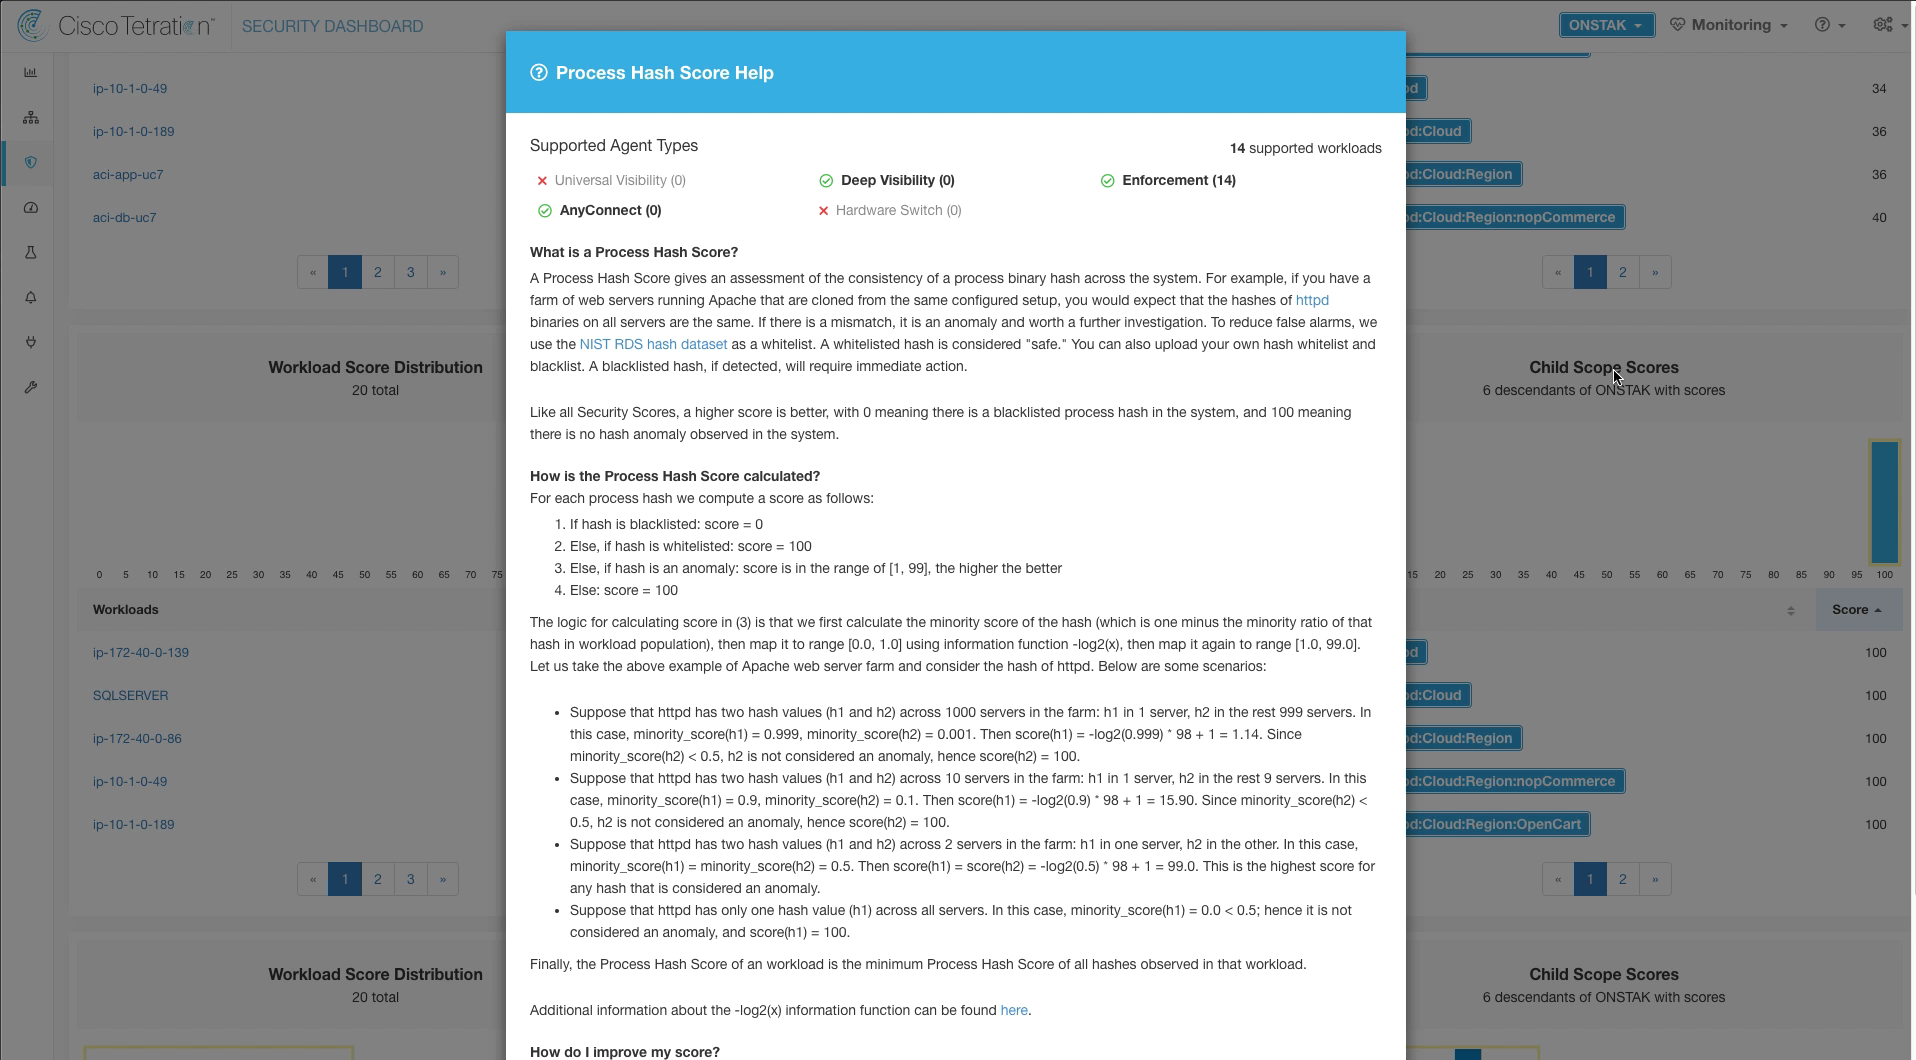 Cisco Tetration™
SECURITY DASHBOARD
ONSTAK
Monitoring
Process Hash Score Help
ip-10-1-0-49
ip-10-1-0-189
aci-app-uc7
aci-db-uc7
« 1 2 3 »
Workload Score Distribution
20 total
0 5 10 15 20 25 30 35 40 45 50 55 60 65 70 75
Workloads
ip-172-40-0-139
SQLSERVER
ip-172-40-0-86
ip-10-1-0-49
ip-10-1-0-189
« 1 2 3 »
Workload Score Distribution
20 total
Supported Agent Types
14 supported workloads
Universal Visibility (0)
Deep Visibility (0)
Enforcement (14)
AnyConnect (0)
Hardware Switch (0)
What is a Process Hash Score?
A Process Hash Score gives an assessment of the consistency of a process binary hash across the system. For example, if you have a
farm of web servers running Apache that are cloned from the same configured setup, you would expect that the hashes of httpd
binaries on all servers are the same. If there is a mismatch, it is an anomaly and worth a further investigation. To reduce false alarms, we
use the NIST RDS hash dataset as a whitelist. A whitelisted hash is considered "safe." You can also upload your own hash whitelist and
blacklist. A blacklisted hash, if detected, will require immediate action.
Like all Security Scores, a higher score is better, with 0 meaning there is a blacklisted process hash in the system, and 100 meaning
there is no hash anomaly observed in the system.
How is the Process Hash Score calculated?
For each process hash we compute a score as follows:
1. If hash is blacklisted: score = 0
2. Else, if hash is whitelisted: score = 100
3. Else, if hash is an anomaly: score is in the range of [1, 99], the higher the better
4. Else: score = 100
The logic for calculating score in (3) is that we first calculate the minority score of the hash (which is one minus the minority ratio of that
hash in workload population), then map it to range [0.0, 1.0] using information function -log2(x), then map it again to range [1.0, 99.0].
Let us take the above example of Apache web server farm and consider the hash of httpd. Below are some scenarios:
• Suppose that httpd has two hash values (h1 and h2) across 1000 servers in the farm: h1 in 1 server, h2 in the rest 999 servers. In
this case, minority_score(h1) = 0.999, minority_score(h2) = 0.001. Then score(h1) = -log2(0.999) * 98 + 1 = 1.14. Since
minority_score(h2) < 0.5, h2 is not considered an anomaly, hence score(h2) = 100.
• Suppose that httpd has two hash values (h1 and h2) across 10 servers in the farm: h1 in 1 server, h2 in the rest 9 servers. In this
case, minority_score(h1) = 0.9, minority_score(h2) = 0.1. Then score(h1) = -log2(0.9) * 98 + 1 = 15.90. Since minority_score(h2) <
0.5, h2 is not considered an anomaly, hence score(h2) = 100.
• Suppose that httpd has two hash values (h1 and h2) across 2 servers in the farm: h1 in one server, h2 in the other. In this case,
minority_score(h1) = minority_score(h2) = 0.5. Then score(h1) = score(h2) = -log2(0.5) * 98 + 1 = 99.0. This is the highest score for
any hash that is considered an anomaly.
• Suppose that httpd has only one hash value (h1) across all servers. In this case, minority_score(h1) = 0.0 < 0.5; hence it is not
considered an anomaly, and score(h1) = 100.
Finally, the Process Hash Score of an workload is the minimum Process Hash Score of all hashes observed in that workload.
Additional information about the -log2(x) information function can be found here.
How do I improve my score?
od 34
od:Cloud 36
od:Cloud:Region 36
od:Cloud:Region:nopCommerce 40
« 1 2 »
Child Scope Scores
6 descendants of ONSTAK with scores
15 20 25 30 35 40 45 50 55 60 65 70 75 80 85 90 95 100
Score
od 100
od:Cloud 100
od:Cloud:Region 100
od:Cloud:Region:nopCommerce 100
od:Cloud:Region:OpenCart 100
« 1 2 »
Child Scope Scores
6 descendants of ONSTAK with scores